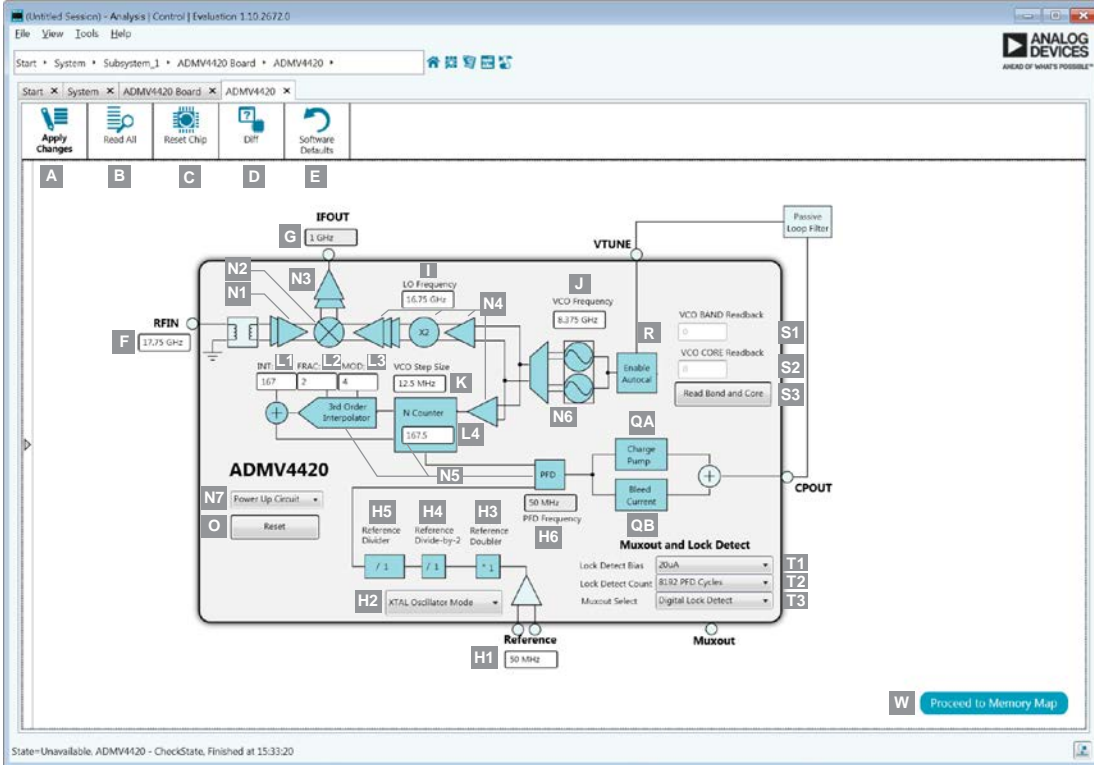 (Untitled Session) - Analysis | Control | Evaluation 1.10.2672.0
File View Tools Help
ANALOG
DEVICES
AHEAD OF WHAT'S POSSIBLE™
Start System Subsystem_1 ADMV4420 Board ADMV4420
Start × System × ADMV4420 Board × ADMV4420 ×
Apply
Changes
Read All
Reset Chip
Diff
Software
Defaults
A B C D E
Passive
Loop Filter
IFOUT
G 1 GHz
VTUNE
N2
N3
N1
I
LO Frequency
16.75 GHz
N4
J
VCO Frequency
8.375 GHz
VCO BAND Readback
0
S1
RFIN
F 17.75 GHz
X2
R
VCO CORE Readback
0
S2
INT: L1 FRAC: L2 MOD: L3
167 2 4
VCO Step Size
12.5 MHz
K
Enable
Autocal
Read Band and Core
S3
3rd Order
Interpolator
N Counter
167.5
L4
N6
QA
Charge
Pump
N5
ADMV4420
PFD
CPOUT
Bleed
Current
QB
N7 Power Up Circuit
O Reset
50 MHz
PFD Frequency
H6
H5 H4 H3
Reference
Divider
Reference
Divide-by-2
Reference
Doubler
/ 1 / 1 * 1
Muxout and Lock Detect
Lock Detect Bias 20uA T1
Lock Detect Count 8192 PFD Cycles T2
Muxout Select Digital Lock Detect T3
H2 XTAL Oscillator Mode
Reference
H1 50 MHz
Muxout
W Proceed to Memory Map
State=Unavailable. ADMV4420 - CheckState, Finished at 15:33:20